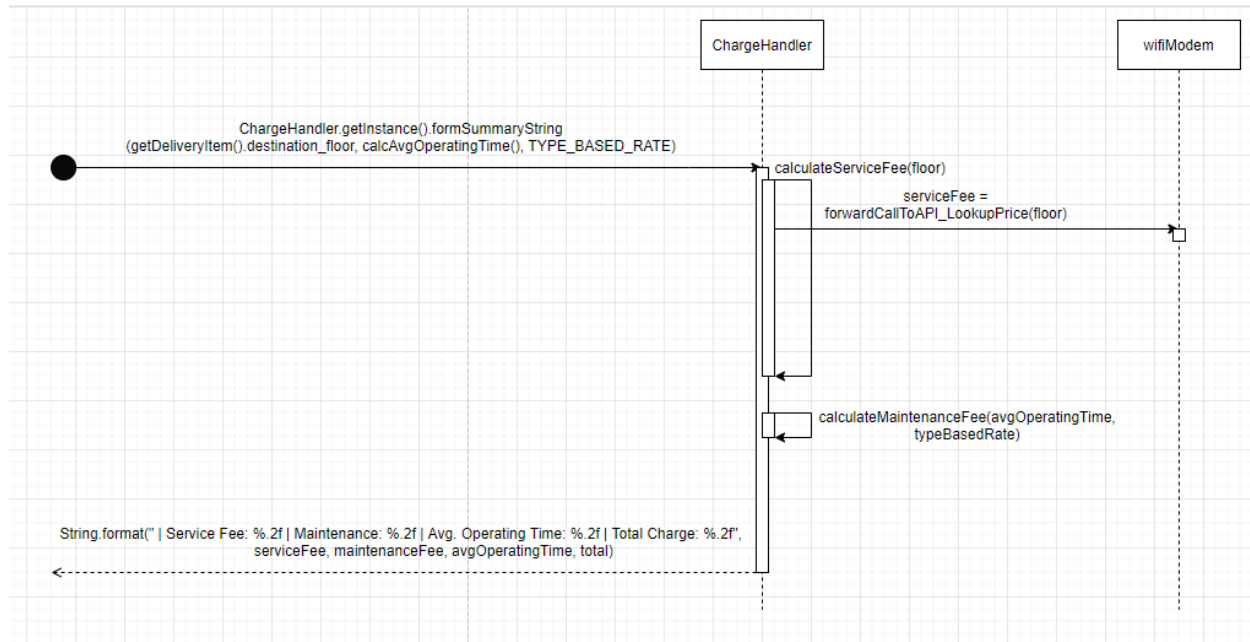 ChargeHandler
wifiModem
ChargeHandler.getInstance().formSummaryString
(getDeliveryItem().destination_floor, calcAvgOperatingTime(), TYPE_BASED_RATE)
calculateServiceFee(floor)
serviceFee =
forwardCallToAPI_LookupPrice(floor)
calculateMaintenanceFee(avgOperatingTime,
typeBasedRate)
String.format(" | Service Fee: %.2f | Maintenance: %.2f | Avg. Operating Time: %.2f | Total Charge: %.2f",
serviceFee, maintenanceFee, avgOperatingTime, total)